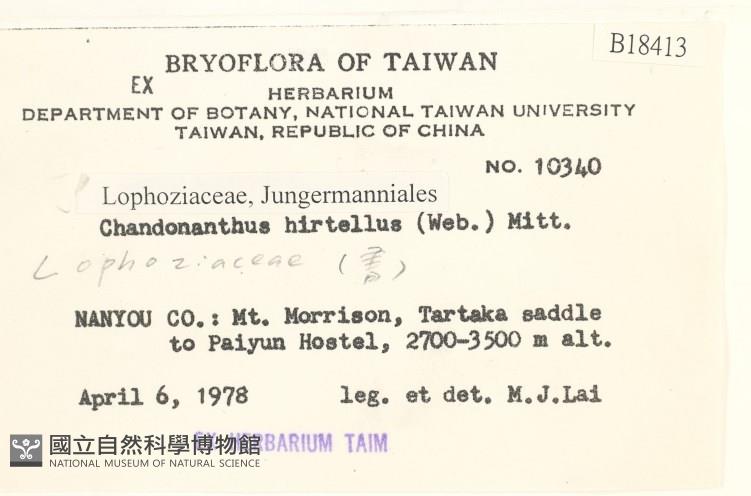 B18413
BRYOFLORA OF TAIWAN
EX
HERBARIUM
DEPARTMENT OF BOTANY, NATIONAL TAIWAN UNIVERSITY
TAIWAN, REPUBLIC OF CHINA
NO. 10340
Lophoziaceae, Jungermanniales
Chandonanthus hirtellus (Web.) Mitt.
Lophoziaceae (書)
NANYOU CO.: Mt. Morrison, Tartaka saddle
to Paiyun Hostel, 2700-3500 m alt.
April 6, 1978 leg. et det. M.J.Lai
EX HERBARIUM TAIM
國立自然科學博物館
NATIONAL MUSEUM OF NATURAL SCIENCE